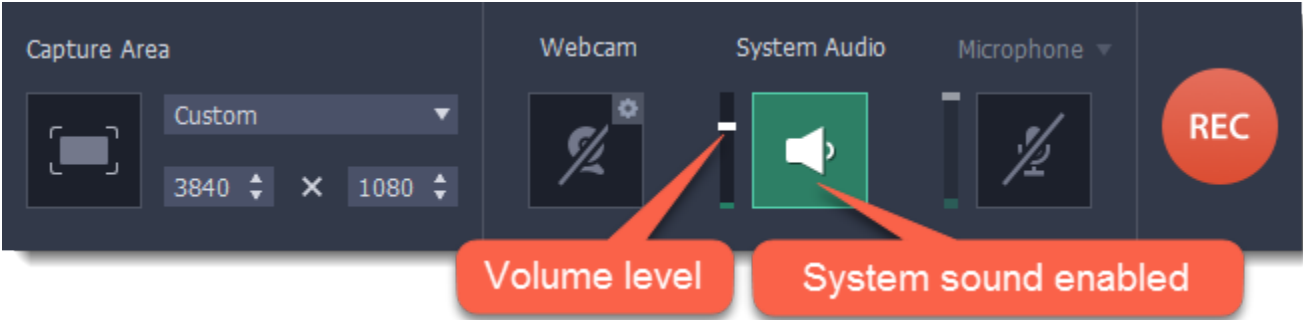 Capture Area
Webcam
System Audio
Microphone
Custom
3840 × 1080
REC
Volume level
System sound enabled